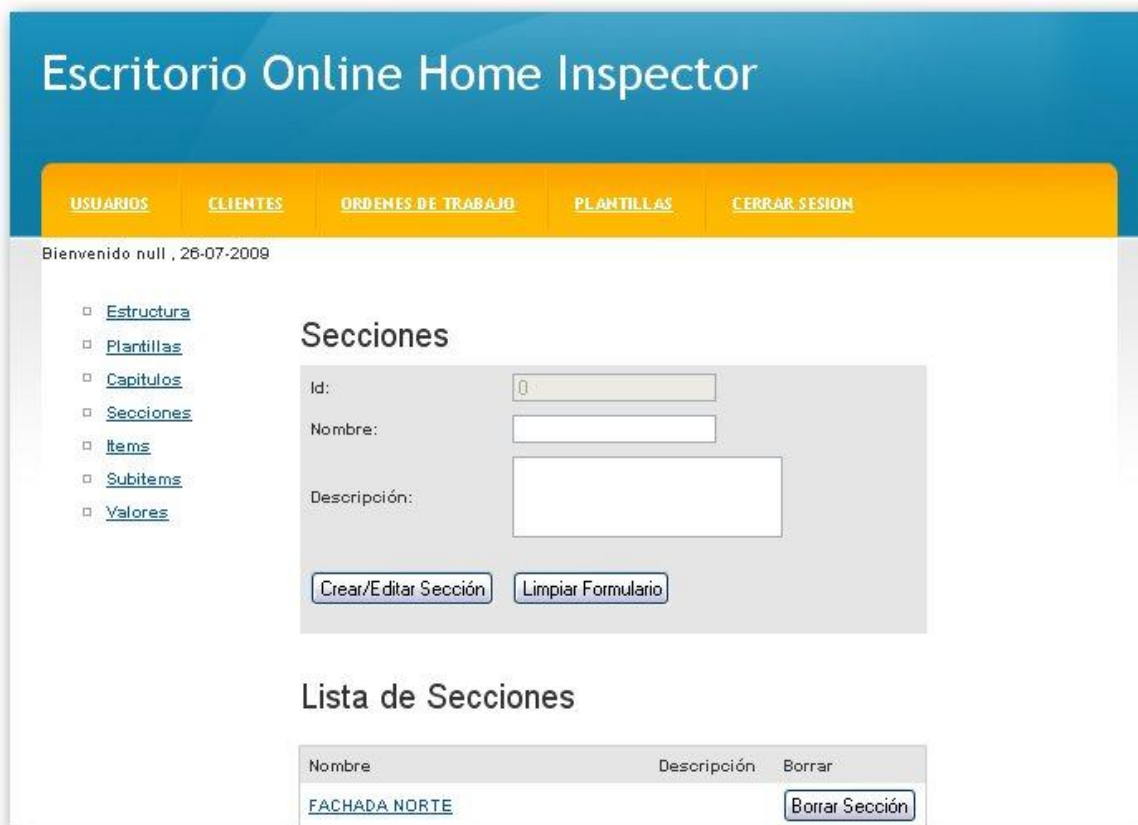 Escritorio Online Home Inspector
USUARIOS CLIENTES ORDENES DE TRABAJO PLANTILLAS CERRAR SESION
Bienvenido null , 26-07-2009
Estructura
Plantillas
Capitulos
Secciones
Items
Subitems
Valores
Secciones
Id: 0
Nombre:
Descripción:
Crear/Editar Sección Limpiar Formulario
Lista de Secciones
Nombre Descripción Borrar
FACHADA NORTE Borrar Sección